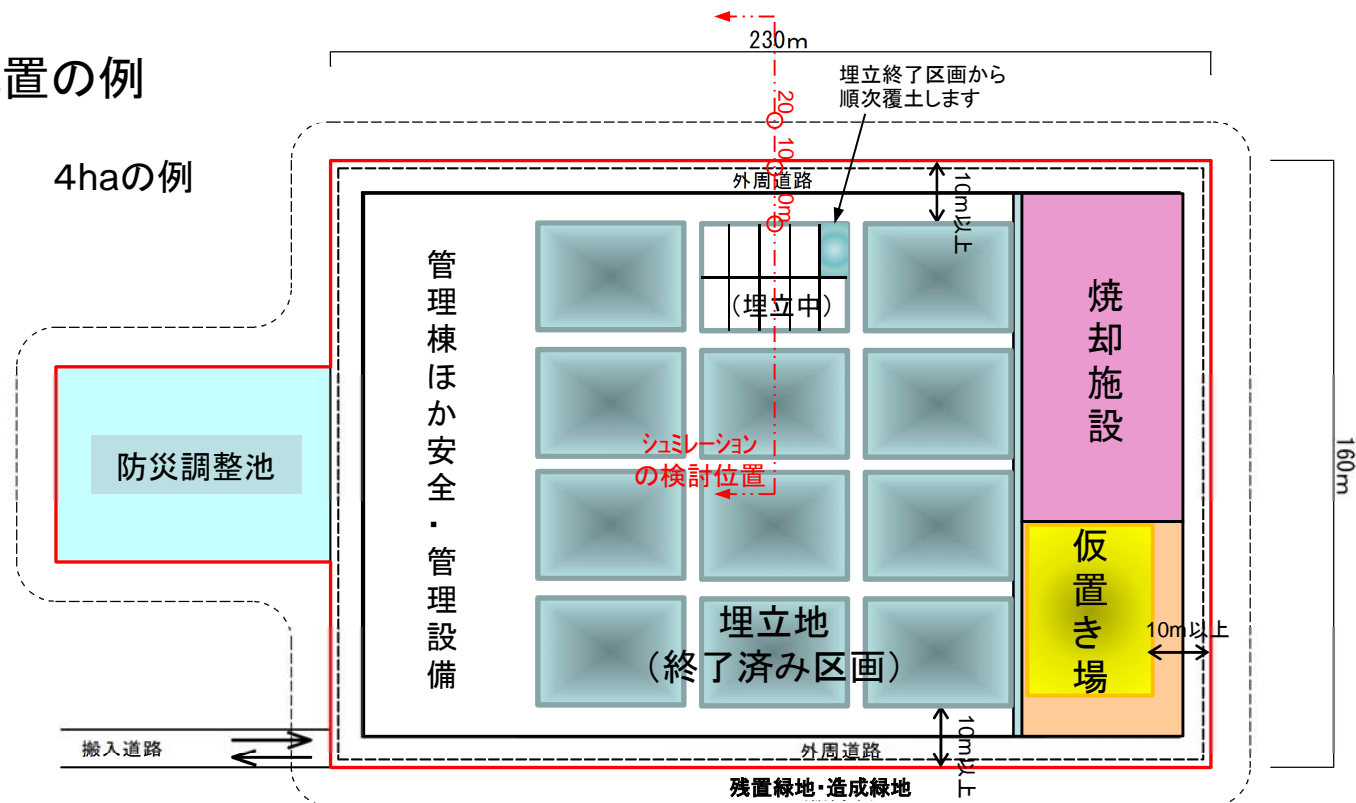 置の例
4haの例
230m
埋立終了区画から
順次覆土します
20
10
0m
外周道路
10m以上
管理棟ほか安全・管理設備
(埋立中)
焼却施設
160m
シュミレーション
の検討位置
防災調整池
仮置き場
10m以上
埋立地
(終了済み区画)
搬入道路
外周道路
10m以上
残置緑地・造成緑地